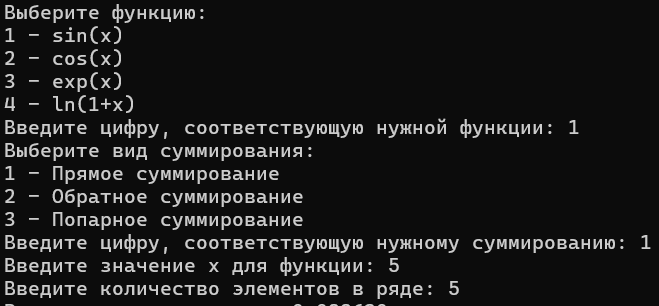 Выберите функцию:
1 - sin(x)
2 - cos(x)
3 - exp(x)
4 - ln(1+x)
Введите цифру, соответствующую нужной функции: 1
Выберите вид суммирования:
1 - Прямое суммирование
2 - Обратное суммирование
3 - Попарное суммирование
Введите цифру, соответствующую нужному суммированию: 1
Введите значение x для функции: 5
Введите количество элементов в ряде: 5